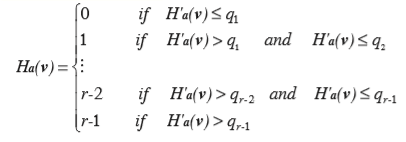 0 if H'a(v) ≤ q₁
1 if H'a(v) > q₁ and H'a(v) ≤ q₂
Ha(v) = ⋮
r-2 if H'a(v) > qᵣ₋₂ and H'a(v) ≤ qᵣ₋₁
r-1 if H'a(v) > qᵣ₋₁